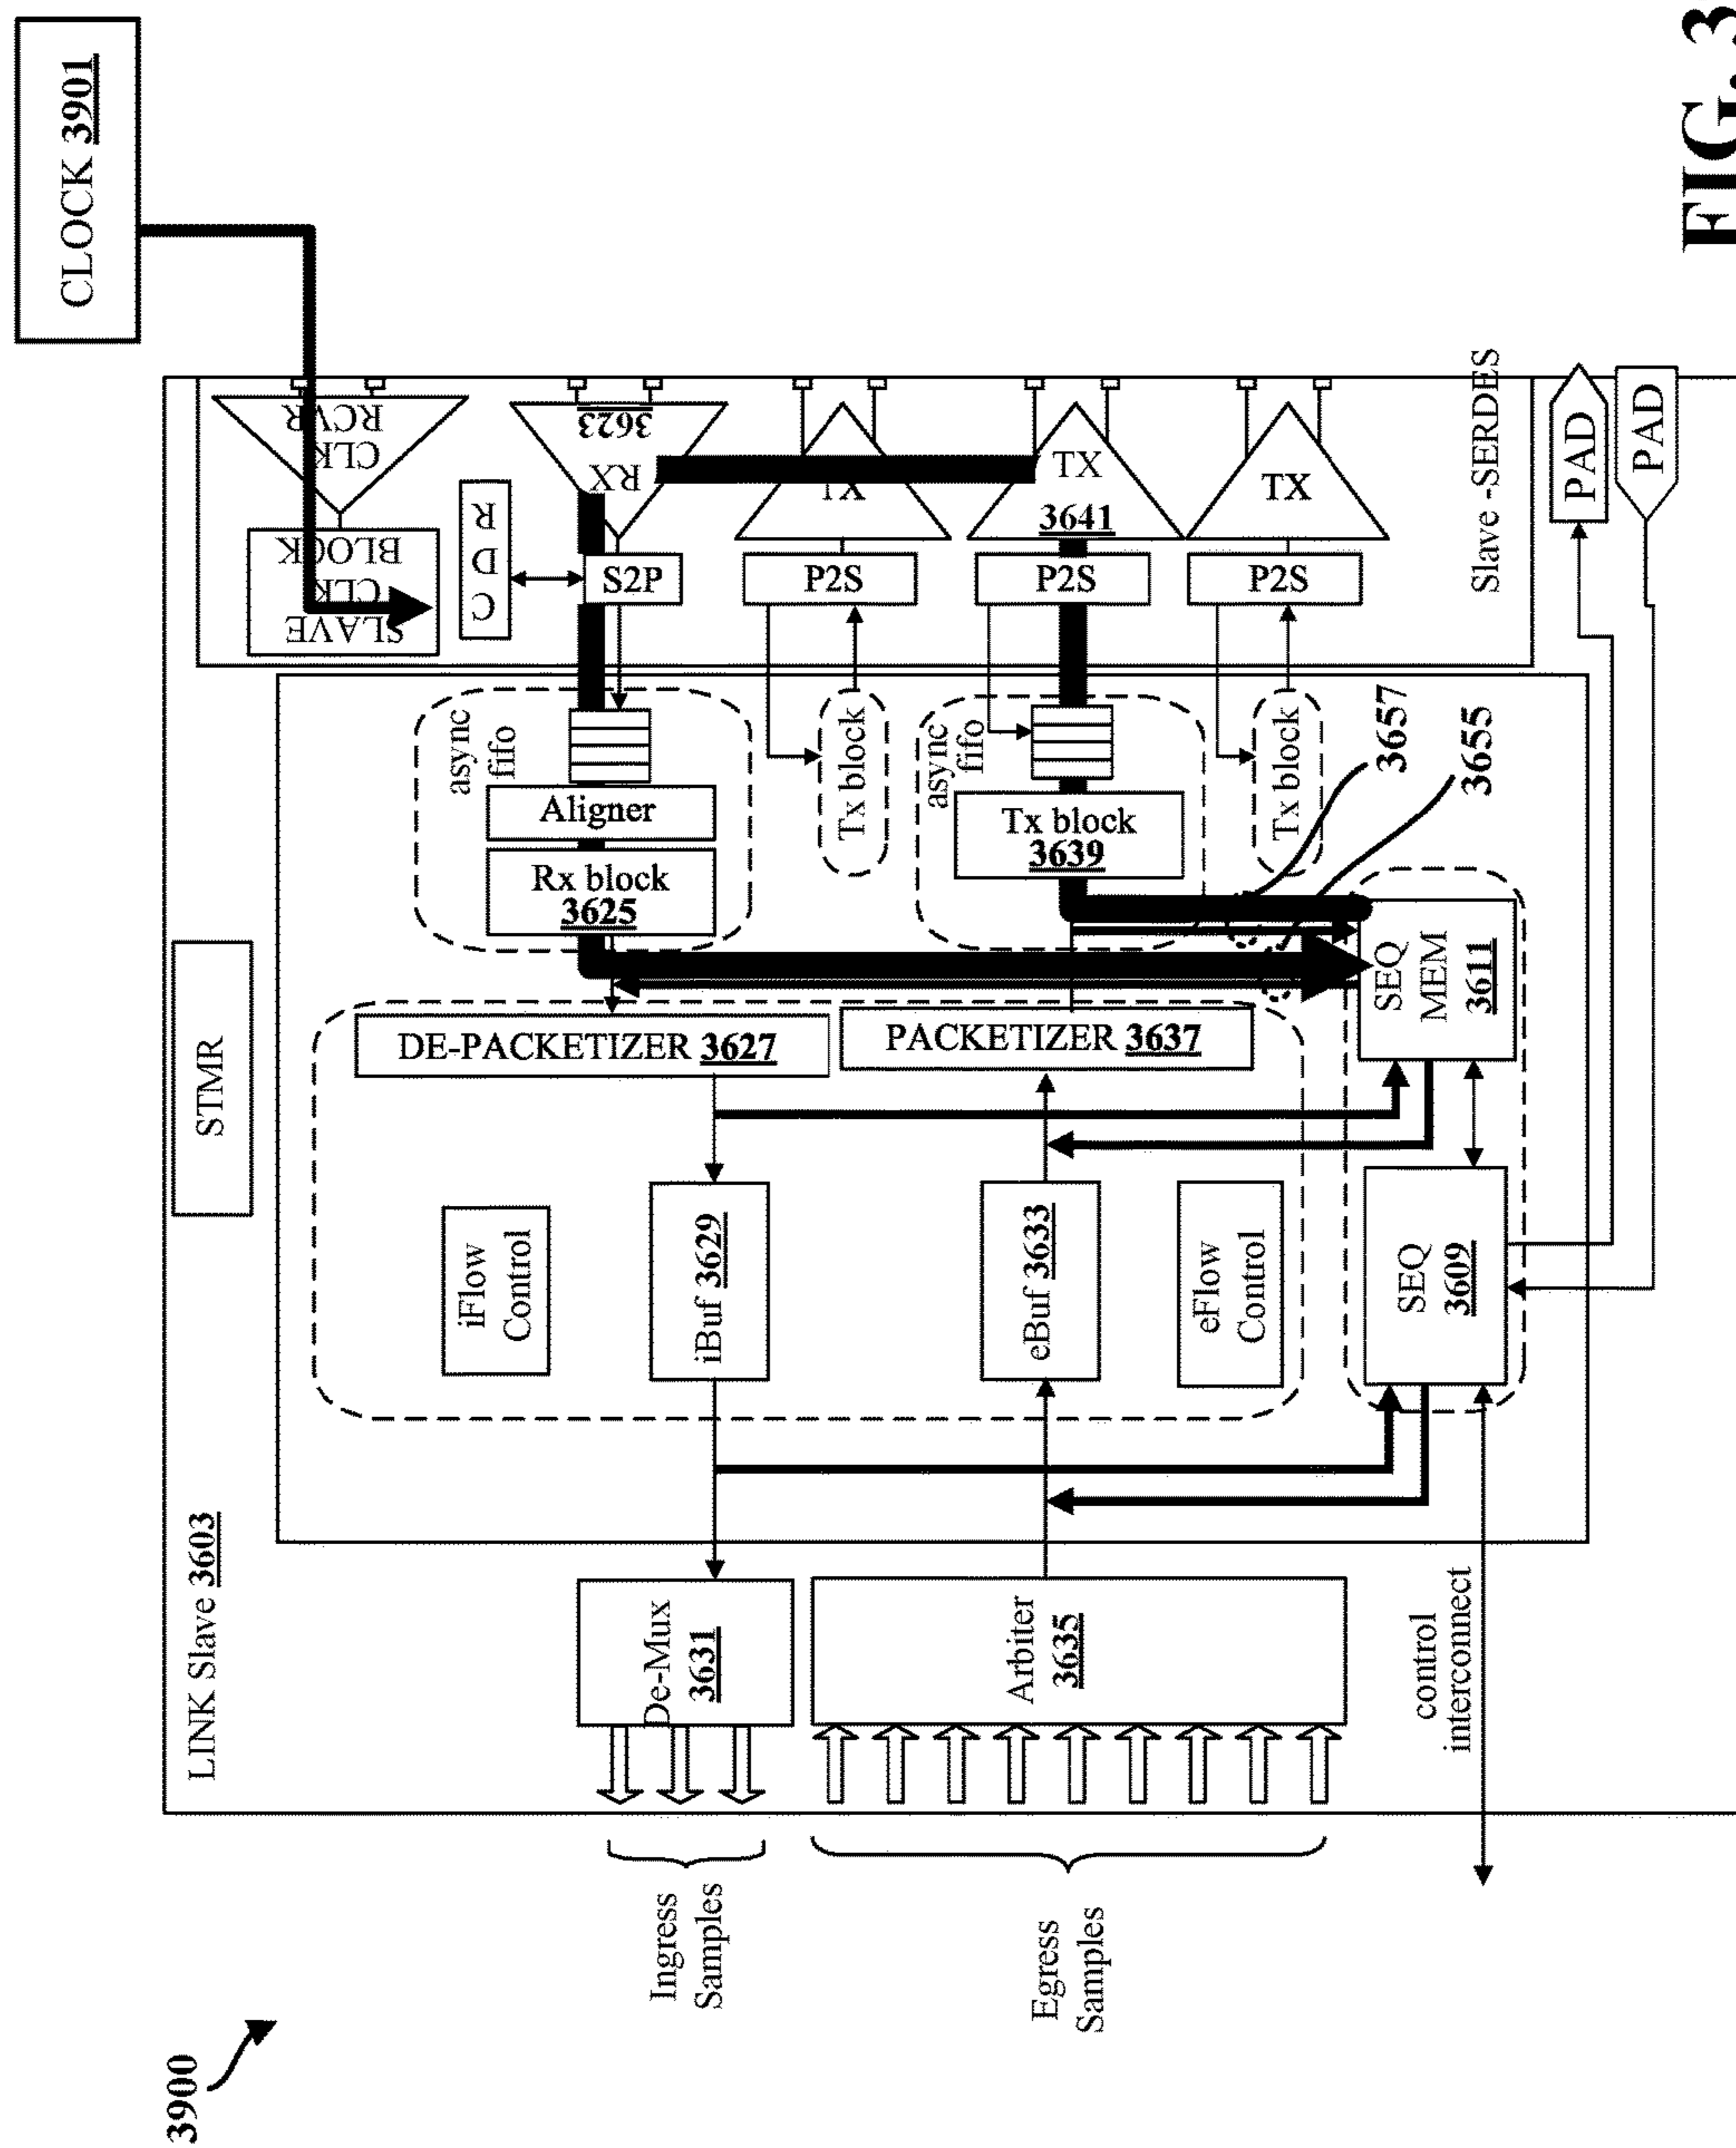 3900
CLOCK 3901
LINK Slave 3603
STMR
CLK
RCVR
SLAVE
CLK
BLOCK
C D R
RX
3623
S2P
TX
P2S
TX
3641
P2S
TX
P2S
Slave -SERDES
PAD
PAD
async
fifo
Aligner
Rx block
3625
Tx block
async
fifo
Tx block
3639
Tx block
3657
3655
DE-PACKETIZER 3627
PACKETIZER 3637
SEQ
MEM
3611
iFlow
Control
iBuf 3629
eBuf 3633
eFlow
Control
SEQ
3609
De-Mux
3631
Arbiter
3635
control
interconnect
Ingress
Samples
Egress
Samples
FIG. 3